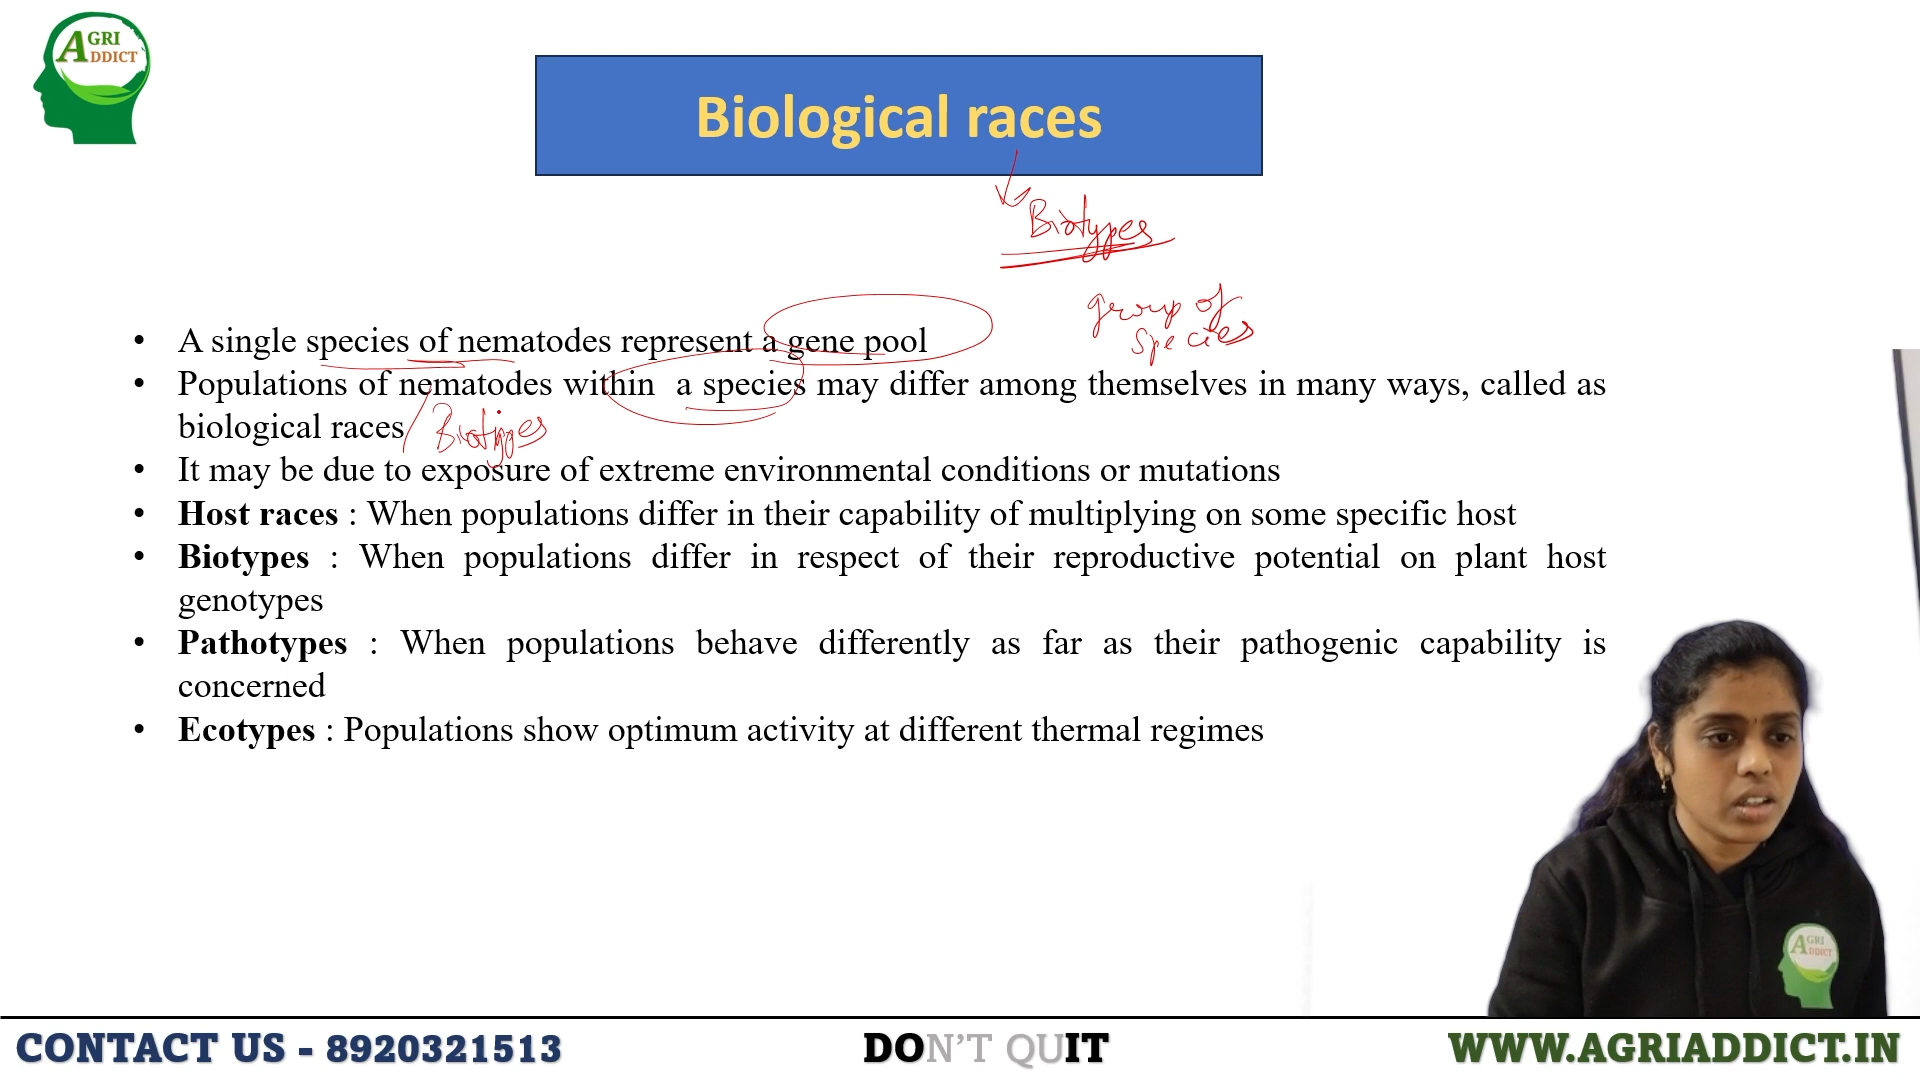 AGRI
ADDICT
Biological races
Biotypes
group of
species
• A single species of nematodes represent a gene pool
• Populations of nematodes within a species may differ among themselves in many ways, called as
biological races / Biotypes
• It may be due to exposure of extreme environmental conditions or mutations
• Host races : When populations differ in their capability of multiplying on some specific host
• Biotypes : When populations differ in respect of their reproductive potential on plant host
genotypes
• Pathotypes : When populations behave differently as far as their pathogenic capability is
concerned
• Ecotypes : Populations show optimum activity at different thermal regimes
AGRI
ADDICT
CONTACT US - 8920321513 DON'T QUIT WWW.AGRIADDICT.IN